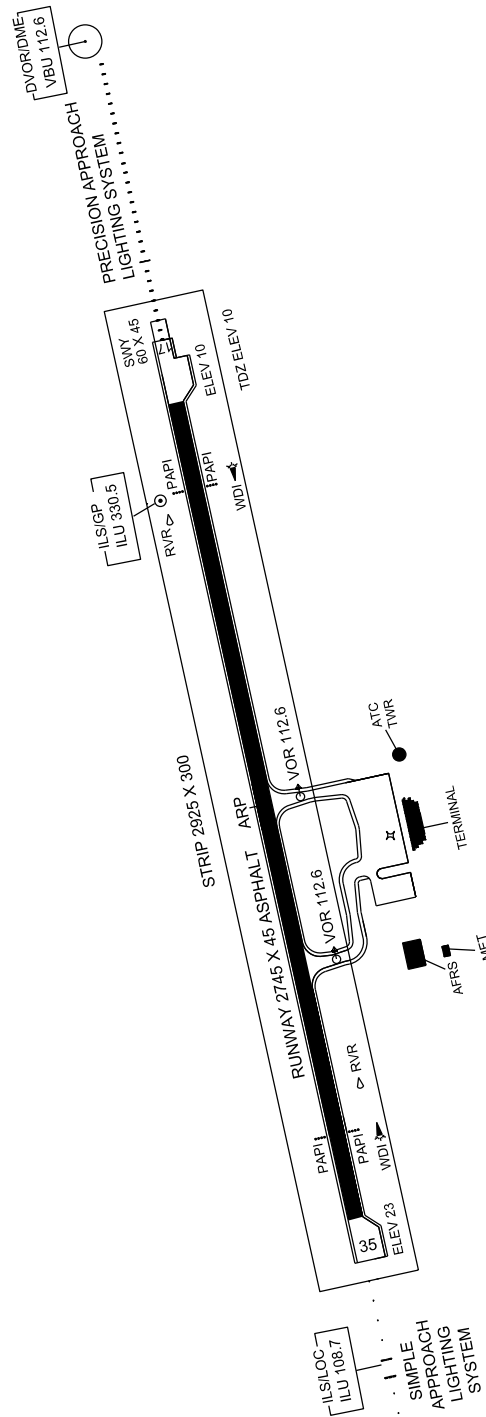 DVOR/DME
VBU 112.6
PRECISION APPROACH
LIGHTING SYSTEM
SWY
60 X 45
ELEV 10
TDZ ELEV 10
ILS/GP
ILU 330.5
RVR
PAPI
PAPI
WDI
STRIP 2925 X 300
ARP
VOR 112.6
ATC
TWR
RUNWAY 2745 X 45 ASPHALT
VOR 112.6
TERMINAL
AFRS
MET
RVR
PAPI
PAPI
WDI
35
ELEV 23
ILS/LOC
ILU 108.7
SIMPLE
APPROACH
LIGHTING
SYSTEM